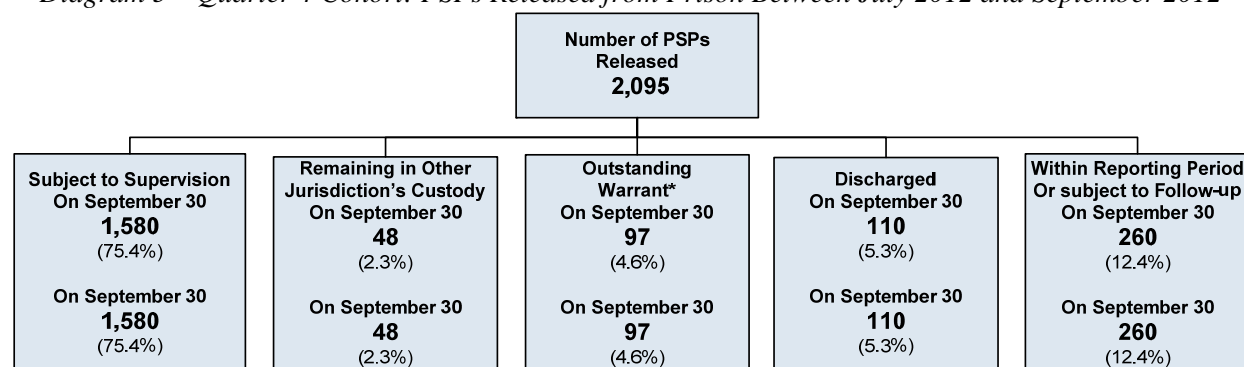 Diagram 5 – Quarter 4 Cohort: PSPs Released from Prison Between July 2012 and September 2012
Number of PSPs
Released
2,095
Subject to Supervision
On September 30
1,580
(75.4%)
On September 30
1,580
(75.4%)
Remaining in Other
Jurisdiction's Custody
On September 30
48
(2.3%)
On September 30
48
(2.3%)
Outstanding
Warrant*
On September 30
97
(4.6%)
On September 30
97
(4.6%)
Discharged
On September 30
110
(5.3%)
On September 30
110
(5.3%)
Within Reporting Period
Or subject to Follow-up
On September 30
260
(12.4%)
On September 30
260
(12.4%)